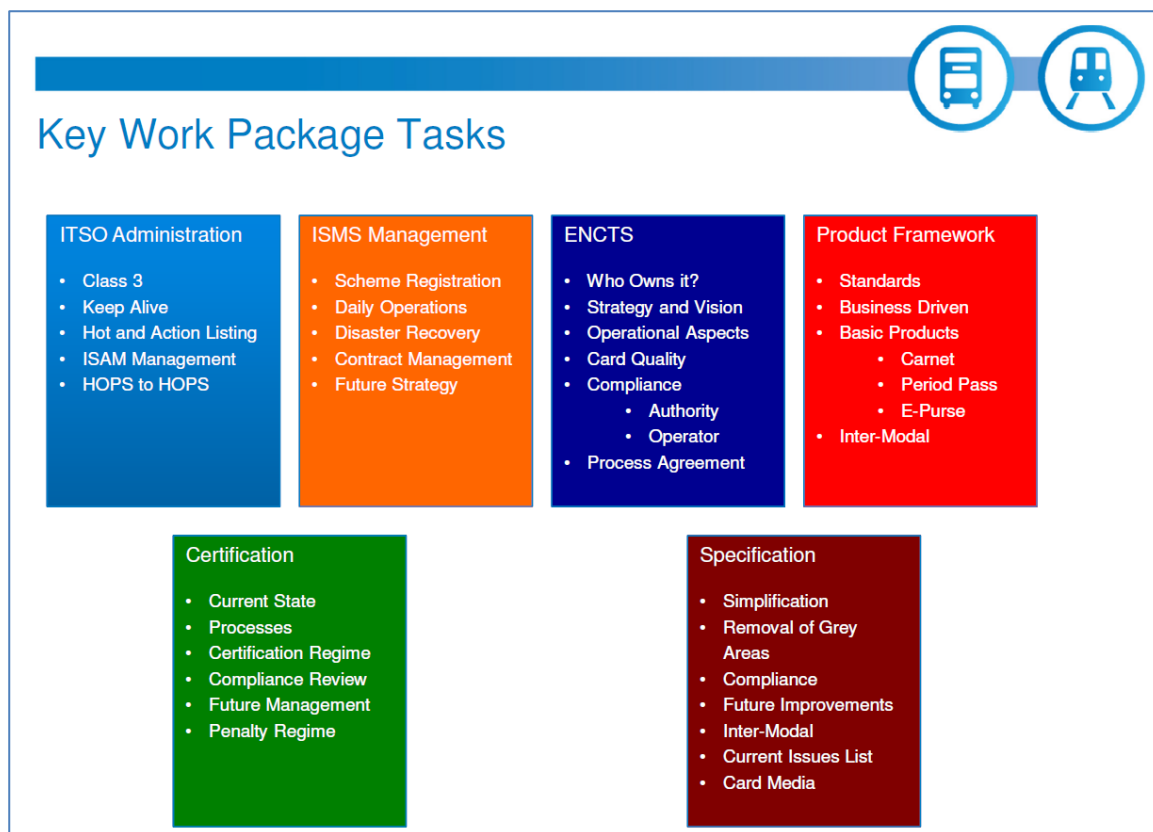 Key Work Package Tasks
ITSO Administration
• Class 3
• Keep Alive
• Hot and Action Listing
• ISAM Management
• HOPS to HOPS
ISMS Management
• Scheme Registration
• Daily Operations
• Disaster Recovery
• Contract Management
• Future Strategy
ENCTS
• Who Owns it?
• Strategy and Vision
• Operational Aspects
• Card Quality
• Compliance
• Authority
• Operator
• Process Agreement
Product Framework
• Standards
• Business Driven
• Basic Products
• Carnet
• Period Pass
• E-Purse
• Inter-Modal
Certification
• Current State
• Processes
• Certification Regime
• Compliance Review
• Future Management
• Penalty Regime
Specification
• Simplification
• Removal of Grey
Areas
• Compliance
• Future Improvements
• Inter-Modal
• Current Issues List
• Card Media